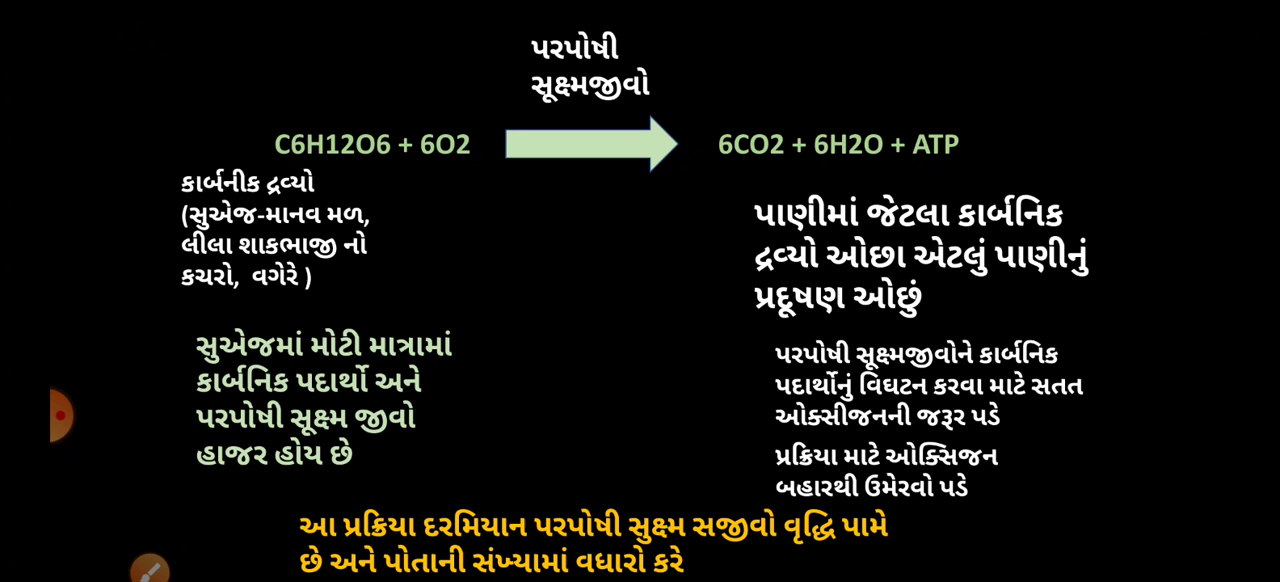 પરપોષી
સૂક્ષ્મજીવો
C6H12O6 + 6O2
6CO2 + 6H2O + ATP
કાર્બનીક દ્રવ્યો
(સુએજ-માનવ મળ,
લીલા શાકભાજી નો
કચરો, વગેરે )
પાણીમાં જેટલા કાર્બનિક
દ્રવ્યો ઓછા એટલું પાણીનું
પ્રદૂષણ ઓછું
સુએજમાં મોટી માત્રામાં
કાર્બનિક પદાર્થો અને
પરપોષી સૂક્ષ્મ જીવો
હાજર હોય છે
પરપોષી સૂક્ષ્મજીવોને કાર્બનિક
પદાર્થોનું વિઘટન કરવા માટે સતત
ઓક્સીજનની જરૂર પડે
પ્રક્રિયા માટે ઓક્સિજન
બહારથી ઉમેરવો પડે
આ પ્રક્રિયા દરમિયાન પરપોષી સુક્ષ્મ સજીવો વૃદ્ધિ પામે
છે અને પોતાની સંખ્યામાં વધારો કરે